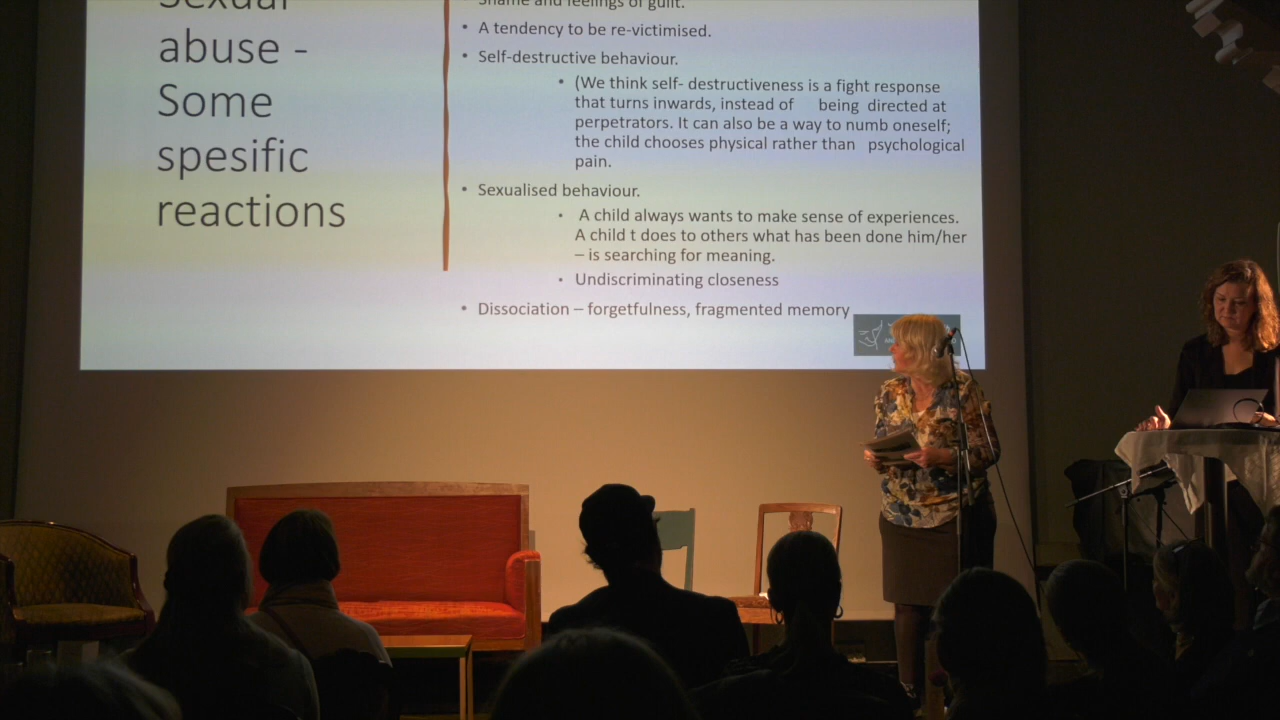 Sexual
abuse -
Some
spesific
reactions
Shame and feelings of guilt.
• A tendency to be re-victimised.
• Self-destructive behaviour.
• (We think self- destructiveness is a fight response
that turns inwards, instead of being directed at
perpetrators. It can also be a way to numb oneself;
the child chooses physical rather than psychological
pain.
• Sexualised behaviour.
• A child always wants to make sense of experiences.
A child t does to others what has been done him/her
– is searching for meaning.
• Undiscriminating closeness
• Dissociation – forgetfulness, fragmented memory